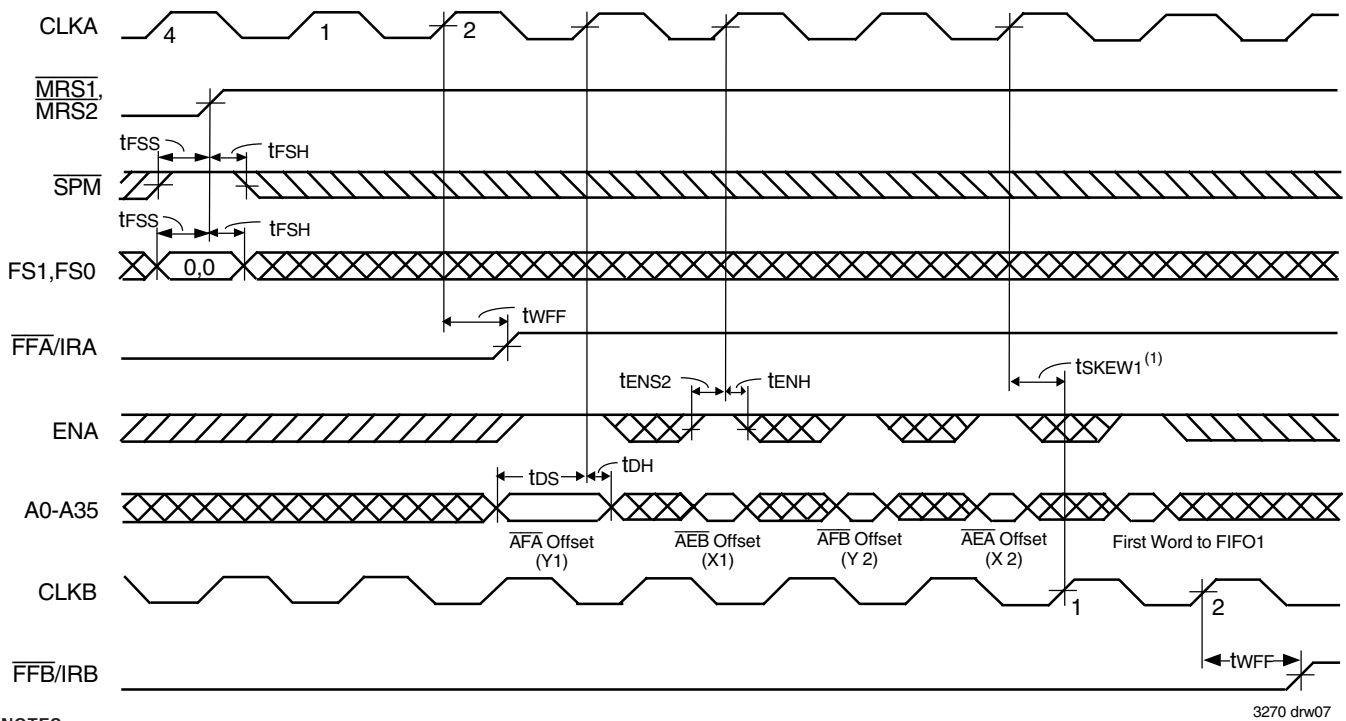 CLKA
4
1
2
MRS1,
MRS2
tFSS
tFSH
SPM
tFSS
tFSH
FS1,FS0
0,0
tWFF
FFA/IRA
tSKEW1(1)
tENS2
tENH
ENA
tDS
tDH
A0-A35
AFA Offset
(Y1)
AEB Offset
(X1)
AFB Offset
(Y 2)
AEA Offset
(X 2)
First Word to FIFO1
CLKB
1
2
tWFF
FFB/IRB
3270 drw07